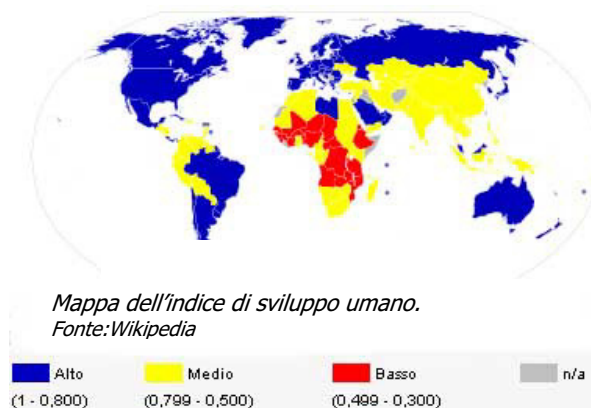 Mappa dell'indice di sviluppo umano.
Fonte:Wikipedia
Alto Medio Basso n/a
(1 - 0,800) (0,799 - 0,500) (0,499 - 0,300)